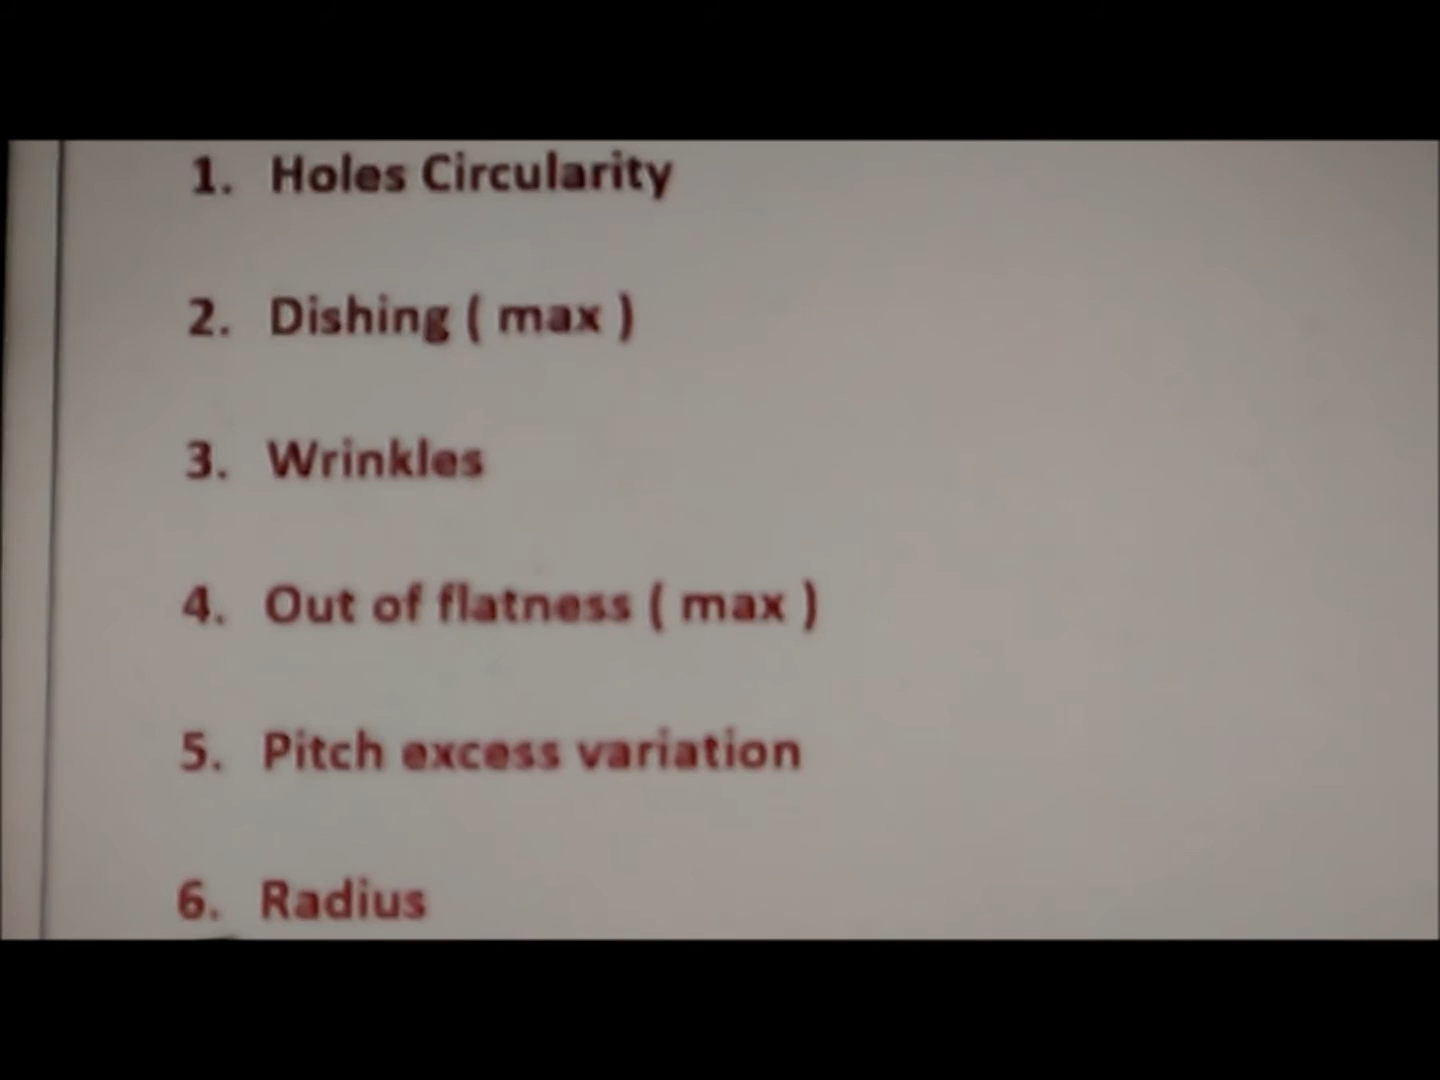 1. Holes Circularity
2. Dishing ( max )
3. Wrinkles
4. Out of flatness ( max )
5. Pitch excess variation
6. Radius